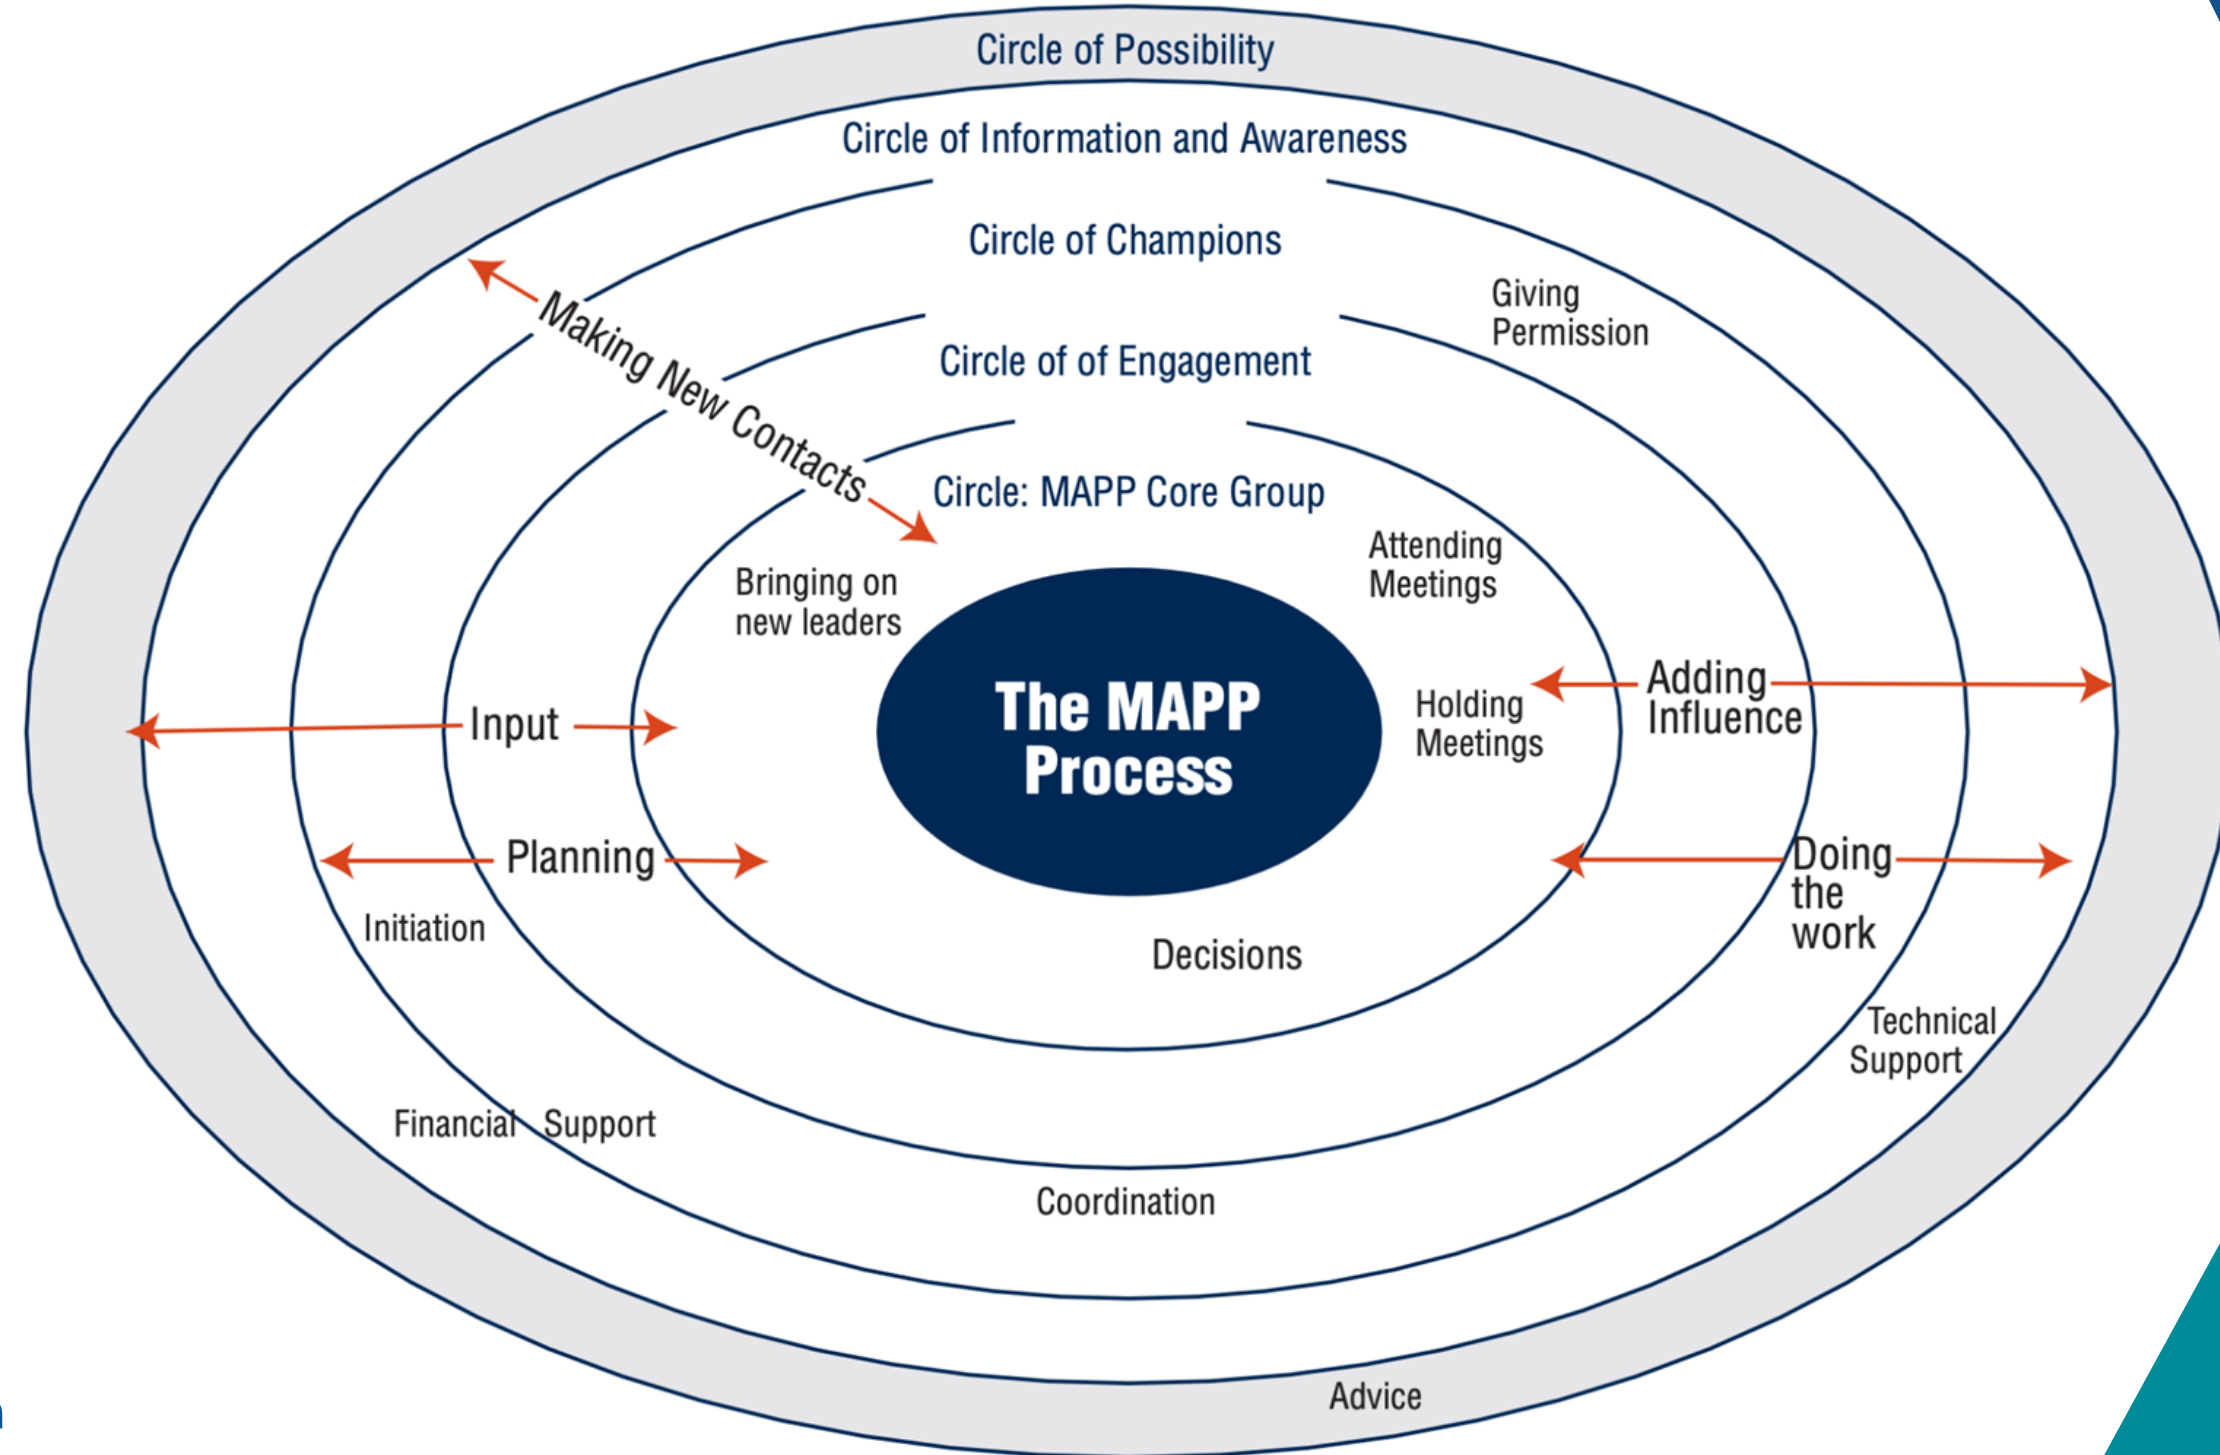 Circle of Possibility
Circle of Information and Awareness
Circle of Champions
Giving
Permission
Making New Contacts
Circle of of Engagement
Circle: MAPP Core Group
Attending
Meetings
Bringing on
new leaders
The MAPP
Process
Adding
Influence
Holding
Meetings
Input
Planning
Doing
the
work
Initiation
Decisions
Technical
Support
Financial Support
Coordination
Advice